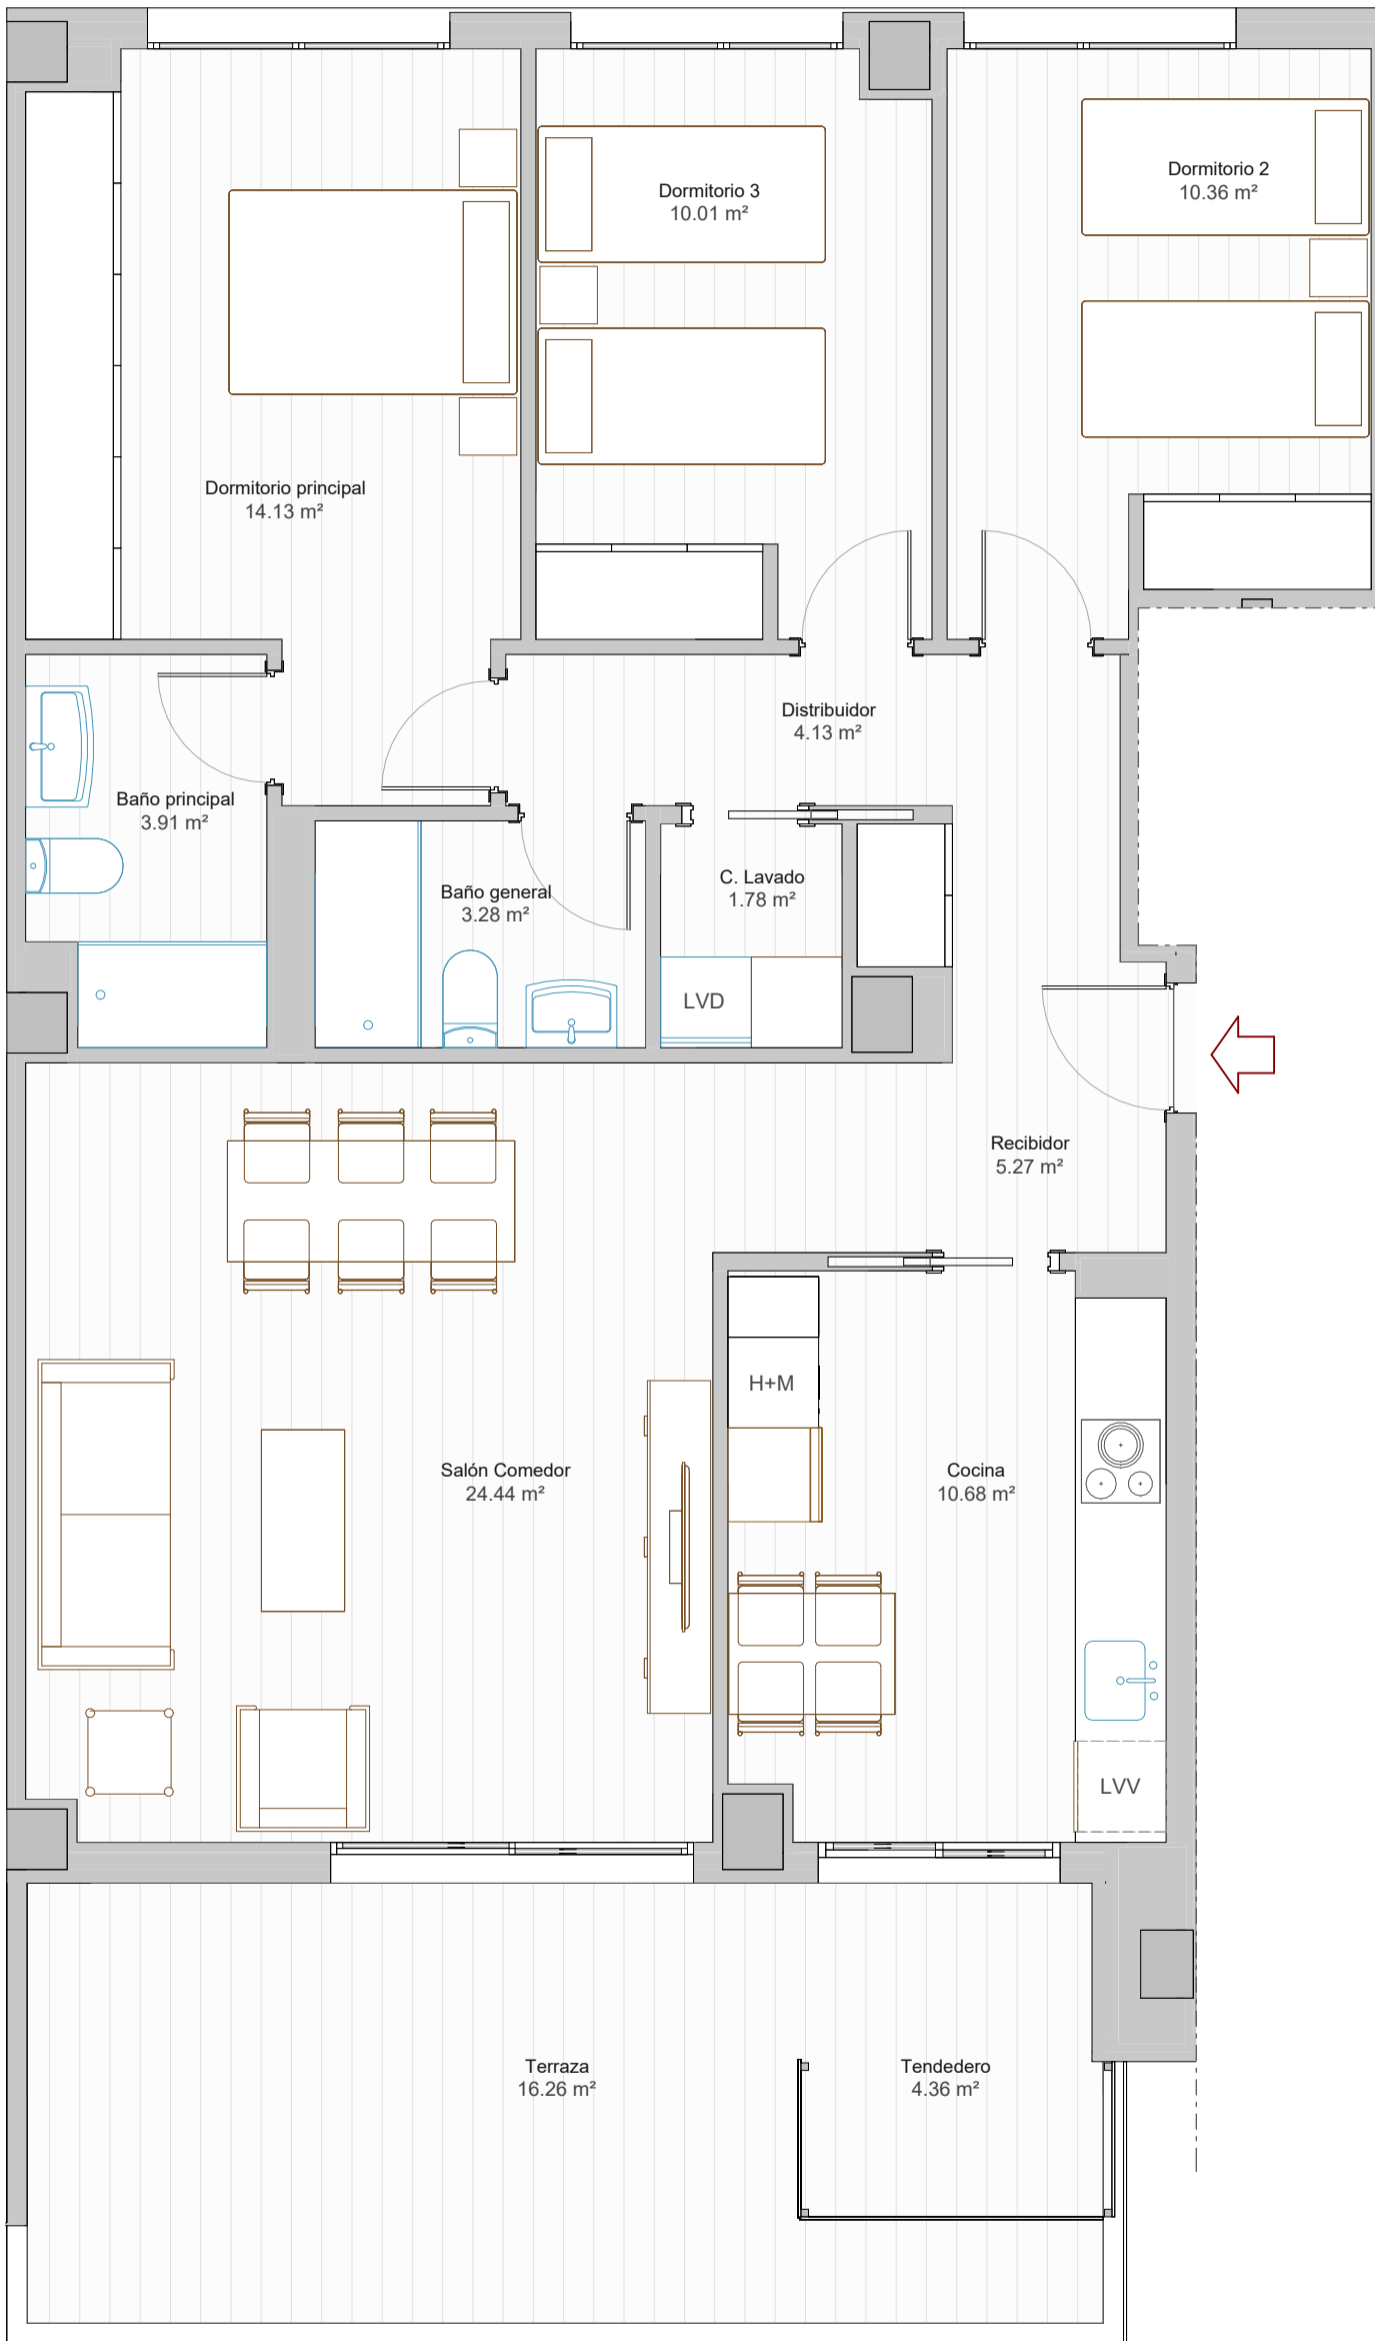 Dormitorio 2
10.36 m²
Dormitorio 3
10.01 m²
Dormitorio principal
14.13 m²
Distribuidor
4.13 m²
Baño principal
3.91 m²
Baño general
3.28 m²
C. Lavado
1.78 m²
LVD
Recibidor
5.27 m²
H+M
Salón Comedor
24.44 m²
Cocina
10.68 m²
LVV
Terraza
16.26 m²
Tendedero
4.36 m²